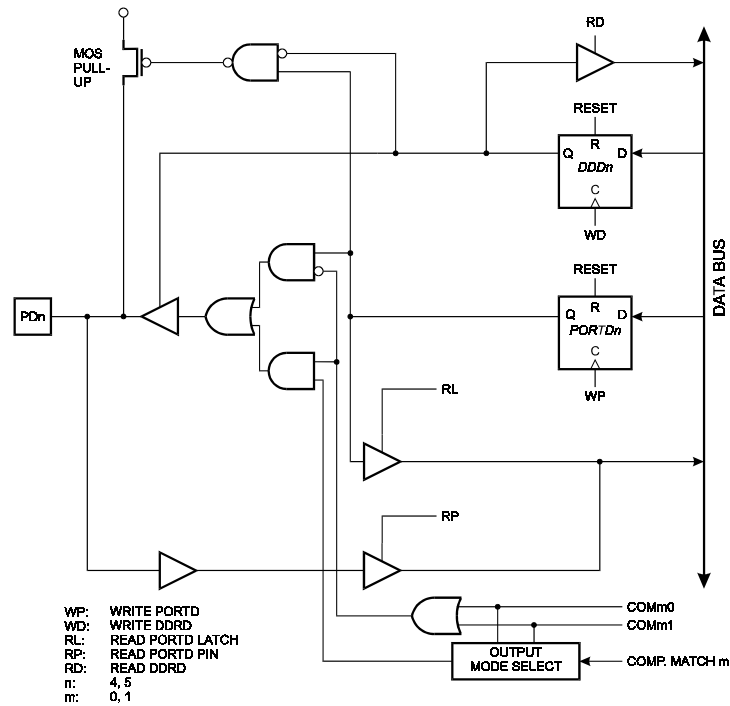 MOS
PULL-
UP
RD
RESET
R
Q
D
DDDn
C
WD
DATA BUS
RESET
PDn
R
Q
D
PORTDn
C
WP
RL
RP
WP: WRITE PORTD
WD: WRITE DDRD
RL: READ PORTD LATCH
RP: READ PORTD PIN
RD: READ DDRD
n: 4, 5
m: 0, 1
COMm0
COMm1
OUTPUT
MODE SELECT
COMP. MATCH m